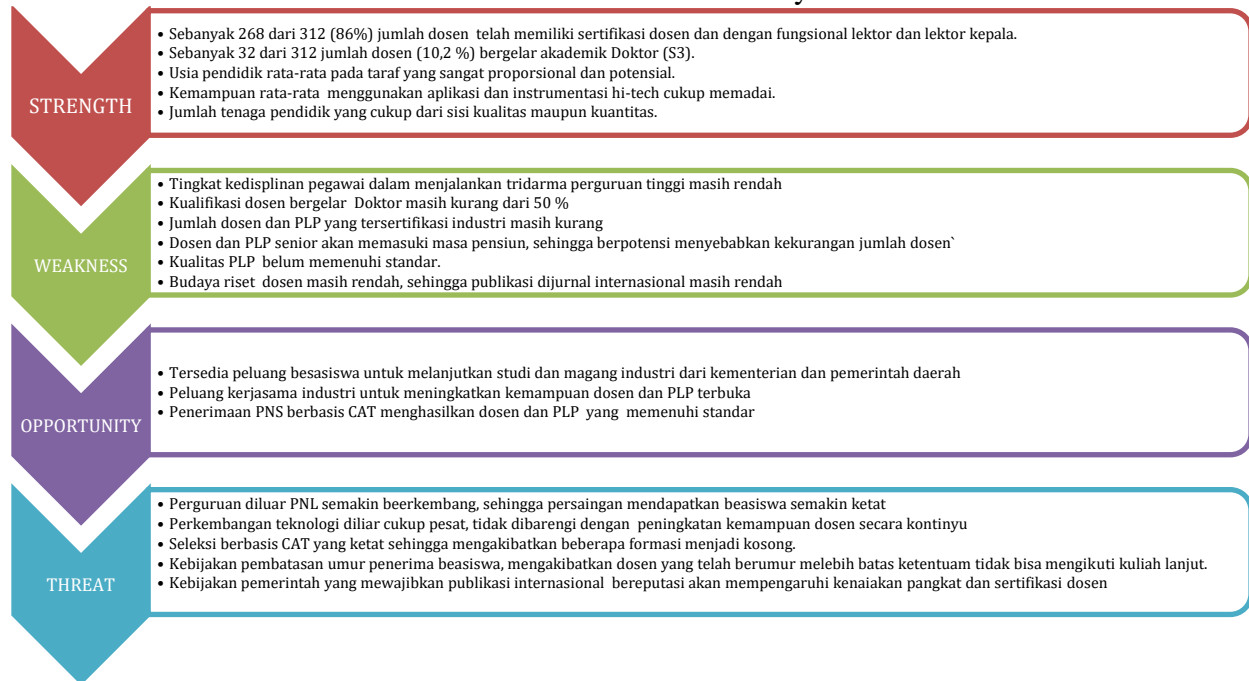 STRENGTH
• Sebanyak 268 dari 312 (86%) jumlah dosen telah memiliki sertifikasi dosen dan dengan fungsional lektor dan lektor kepala.
• Sebanyak 32 dari 312 jumlah dosen (10,2 %) bergelar akademik Doktor (S3).
• Usia pendidik rata-rata pada taraf yang sangat proporsional dan potensial.
• Kemampuan rata-rata menggunakan aplikasi dan instrumentasi hi-tech cukup memadai.
• Jumlah tenaga pendidik yang cukup dari sisi kualitas maupun kuantitas.
WEAKNESS
• Tingkat kedisplinan pegawai dalam menjalankan tridarma perguruan tinggi masih rendah
• Kualifikasi dosen bergelar Doktor masih kurang dari 50 %
• Jumlah dosen dan PLP yang tersertifikasi industri masih kurang
• Dosen dan PLP senior akan memasuki masa pensiun, sehingga berpotensi menyebabkan kekurangan jumlah dosen`
• Kualitas PLP belum memenuhi standar.
• Budaya riset dosen masih rendah, sehingga publikasi dijurnal internasional masih rendah
OPPORTUNITY
• Tersedia peluang besasiswa untuk melanjutkan studi dan magang industri dari kementerian dan pemerintah daerah
• Peluang kerjasama industri untuk meningkatkan kemampuan dosen dan PLP terbuka
• Penerimaan PNS berbasis CAT menghasilkan dosen dan PLP yang memenuhi standar
THREAT
• Perguruan diluar PNL semakin beerkembang, sehingga persaingan mendapatkan beasiswa semakin ketat
• Perkembangan teknologi diliar cukup pesat, tidak dibarengi dengan peningkatan kemampuan dosen secara kontinyu
• Seleksi berbasis CAT yang ketat sehingga mengakibatkan beberapa formasi menjadi kosong.
• Kebijakan pembatasan umur penerima beasiswa, mengakibatkan dosen yang telah berumur melebih batas ketentuam tidak bisa mengikuti kuliah lanjut.
• Kebijakan pemerintah yang mewajibkan publikasi internasional bereputasi akan mempengaruhi kenaiakan pangkat dan sertifikasi dosen